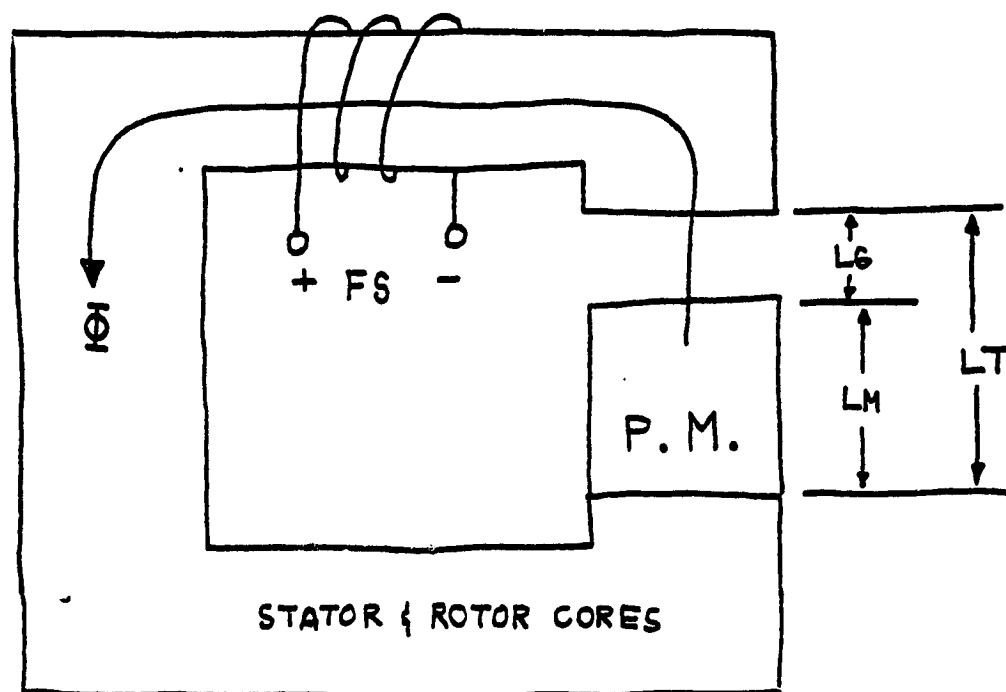 + FS -
LG
Φ
LT
LM
P. M.
STATOR & ROTOR CORES